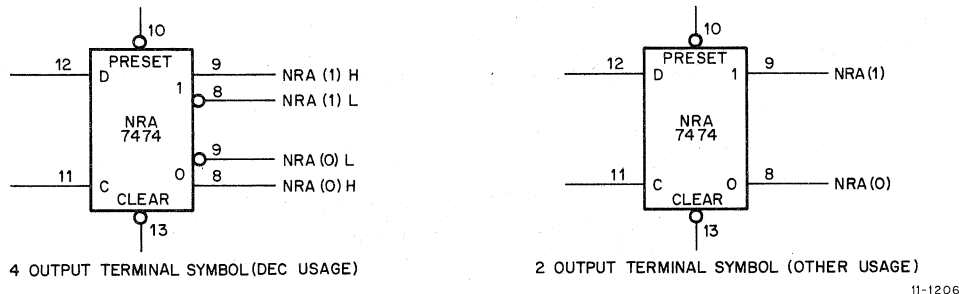 10
PRESET
12
D
9
NRA (1) H
1
8
NRA (1) L
NRA
7474
9
NRA (0) L
11
C
0
8
NRA (0) H
CLEAR
13
4 OUTPUT TERMINAL SYMBOL (DEC USAGE)
10
PRESET
12
D
1
9
NRA(1)
NRA
7474
11
C
0
8
NRA(0)
CLEAR
13
2 OUTPUT TERMINAL SYMBOL (OTHER USAGE)
11-1206